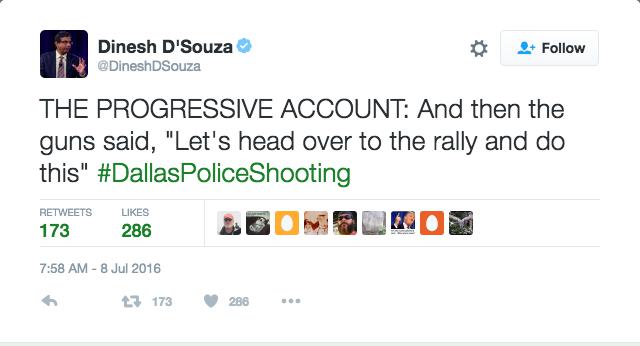 Dinesh D'Souza
@DineshDSouza
Follow
THE PROGRESSIVE ACCOUNT: And then the
guns said, "Let's head over to the rally and do
this" #DallasPoliceShooting
RETWEETS LIKES
173 286
7:58 AM - 8 Jul 2016
173 286